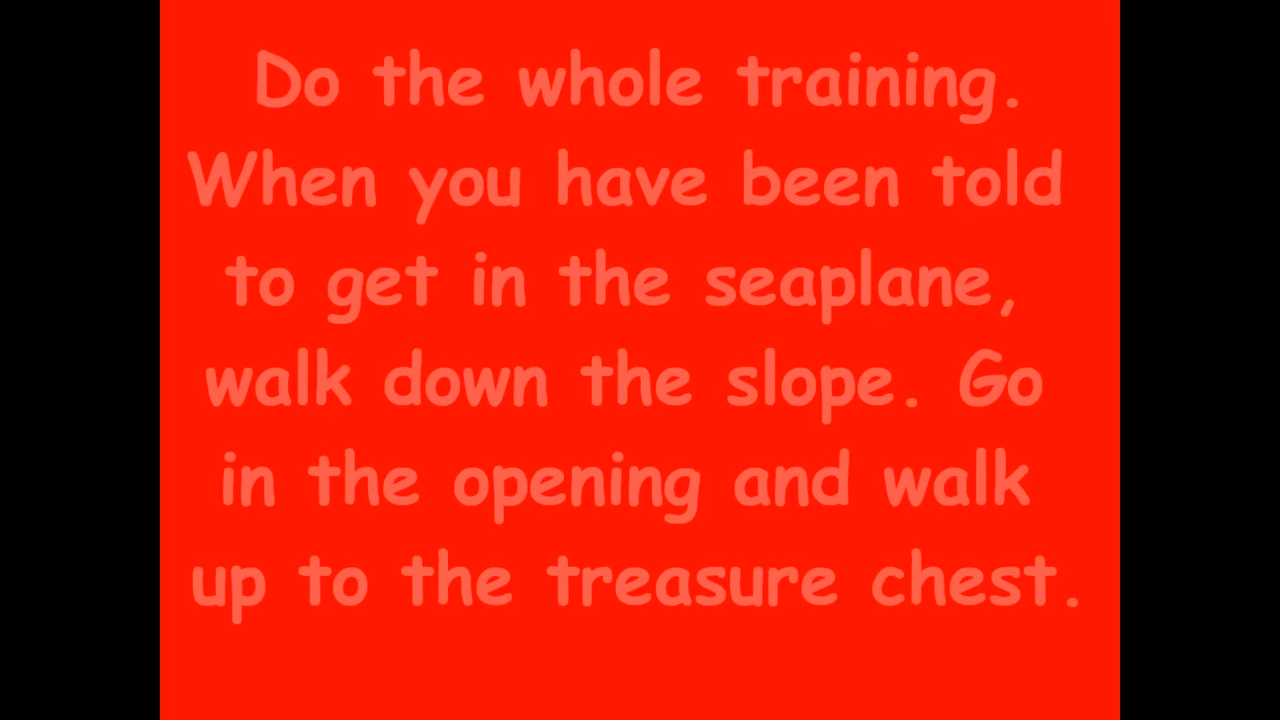 Do the whole training.
When you have been told
to get in the seaplane,
walk down the slope. Go
in the opening and walk
up to the treasure chest.